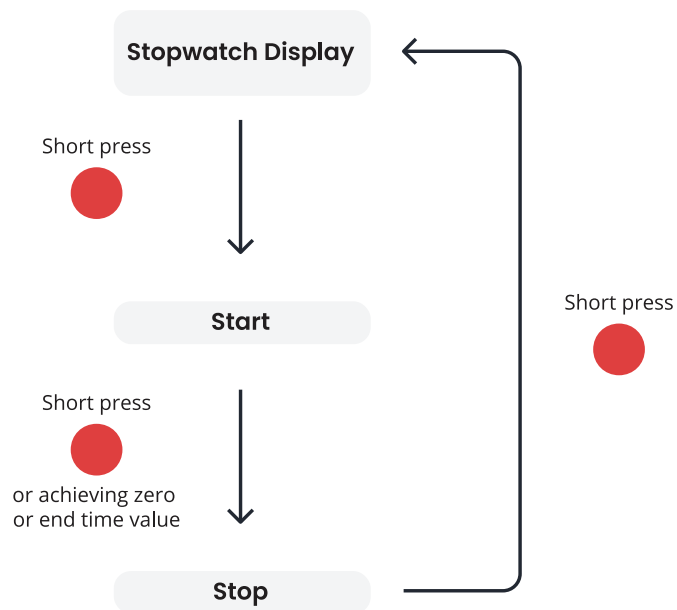 Stopwatch Display
Short press
Start
Short press
Short press
or achieving zero
or end time value
Stop